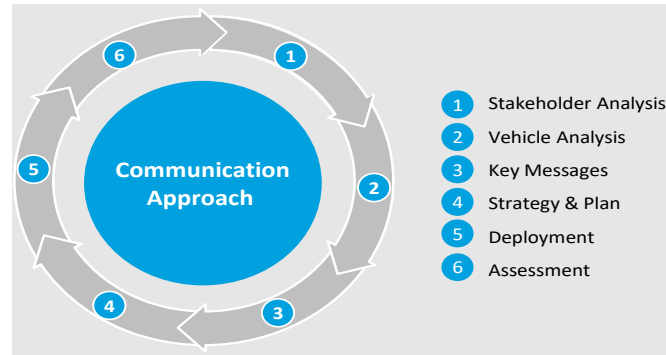 6
1
5
Communication
Approach
2
4
3
1 Stakeholder Analysis
2 Vehicle Analysis
3 Key Messages
4 Strategy & Plan
5 Deployment
6 Assessment